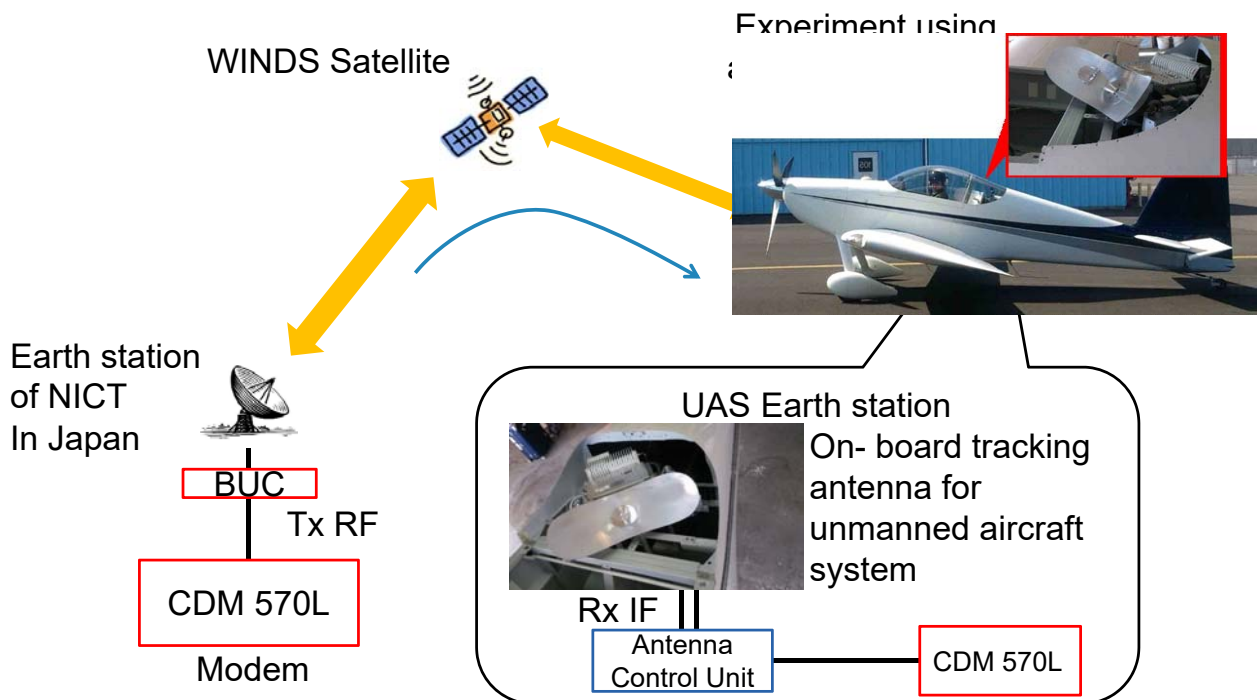 Experiment using
a
WINDS Satellite
Earth station
of NICT
In Japan
BUC
Tx RF
CDM 570L
Modem
UAS Earth station
On- board tracking
antenna for
unmanned aircraft
system
Rx IF
Antenna
Control Unit
CDM 570L